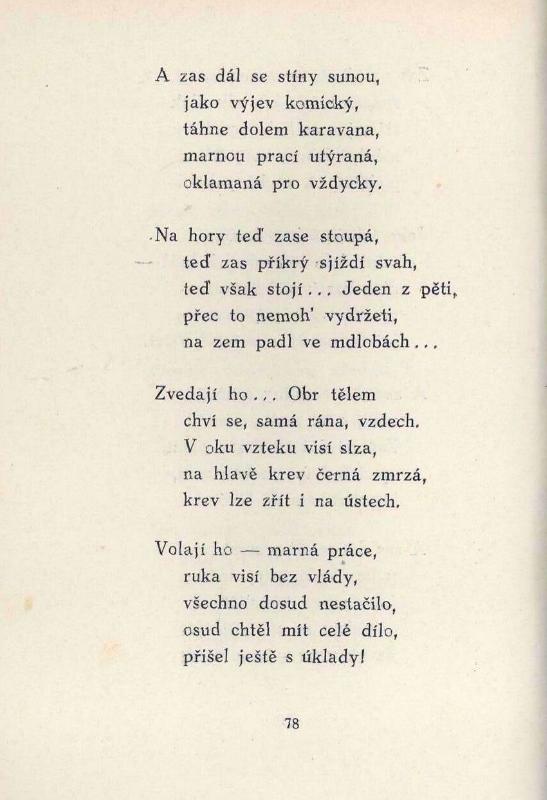 A zas dál se stíny sunou,
jako výjev komický,
táhne dolem karavana,
marnou prací utýraná,
oklamaná pro vždycky.
Na hory teď zase stoupá,
teď zas příkrý sjíždí svah,
teď však stojí... Jeden z pěti,
přec to nemoh' vydržeti,
na zem padl ve mdlobách...
Zvedají ho... Obr tělem
chví se, samá rána, vzdech.
V oku vzteku visí slza,
na hlavě krev černá zmrzá,
krev lze zřít i na ústech.
Volají ho — marná práce,
ruka visí bez vlády,
všechno dosud nestačilo,
osud chtěl mít celé dílo,
přišel ještě s úklady!
78